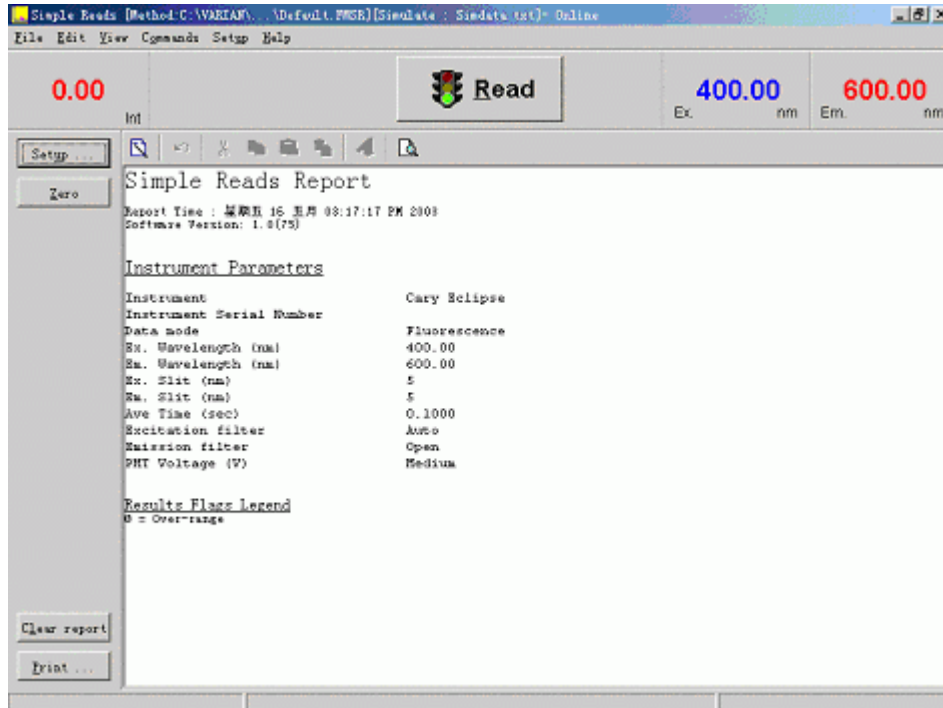 Simple Reads [Method:C:\VARIAN\...\Default.FMSR][Simulate : Simdata.txt]- Online
File Edit View Commands Setup Help
0.00
Int
Read
400.00
Ex. nm
600.00
Em. nm
Setup ...
Zero
Simple Reads Report
Report Time : 星期五 16 五月 03:17:17 PM 2003
Software Version: 1.0(75)
Instrument Parameters
Instrument Cary Eclipse
Instrument Serial Number
Data mode Fluorescence
Ex. Wavelength (nm) 400.00
Em. Wavelength (nm) 600.00
Ex. Slit (nm) 5
Em. Slit (nm) 5
Ave Time (sec) 0.1000
Excitation filter Auto
Emission filter Open
PMT Voltage (V) Medium
Results Flags Legend
= Over-range
Clear report
Print ...